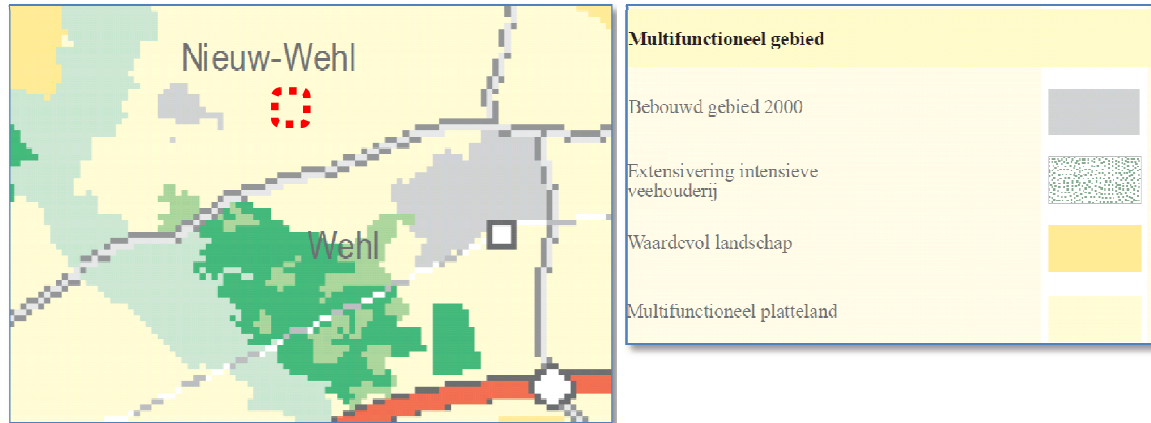 Nieuw-Wehl
Wehl
Multifunctioneel gebied
Bebouwd gebied 2000
Extensivering intensieve
veehouderij
Waardevol landschap
Multifunctioneel platteland